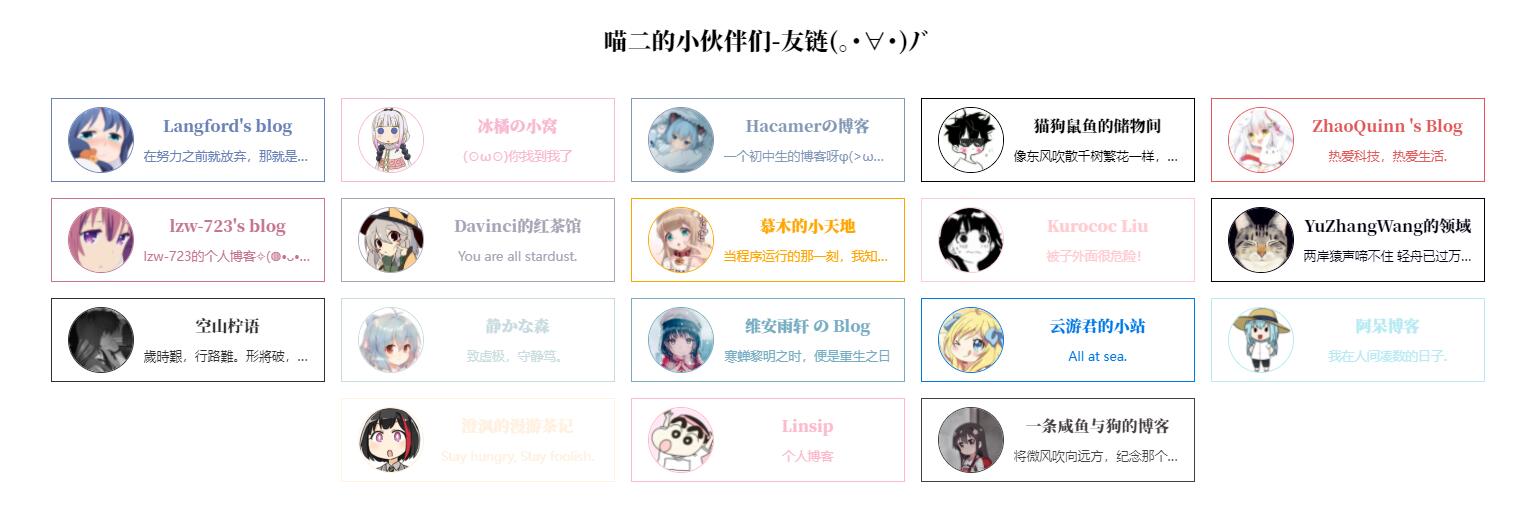 喵二的小伙伴们-友链(｡･∀･)ﾉﾞ
Langford's blog
在努力之前就放弃，那就是...
冰橘の小窝
(⊙ω⊙)你找到我了
Hacamerの博客
一个初中生的博客呀φ(>ω...
猫狗鼠鱼的储物间
像东风吹散千树繁花一样，...
ZhaoQuinn 's Blog
热爱科技，热爱生活.
lzw-723's blog
lzw-723的个人博客✧(◍•ᴗ•...
Davinci的红茶馆
You are all stardust.
慕木的小天地
当程序运行的那一刻，我知...
Kurococ Liu
被子外面很危险！
YuZhangWang的领域
两岸猿声啼不住 轻舟已过万...
空山柠语
歲時艱，行路難。形將破，...
静かな森
致虚极，守静笃。
维安雨轩 の Blog
寒蝉黎明之时，便是重生之日
云游君的小站
All at sea.
阿呆博客
我在人间凑数的日子.
澄沨的漫游茶记
Stay hungry, Stay foolish.
Linsip
个人博客
一条咸鱼与狗的博客
将微风吹向远方，纪念那个...